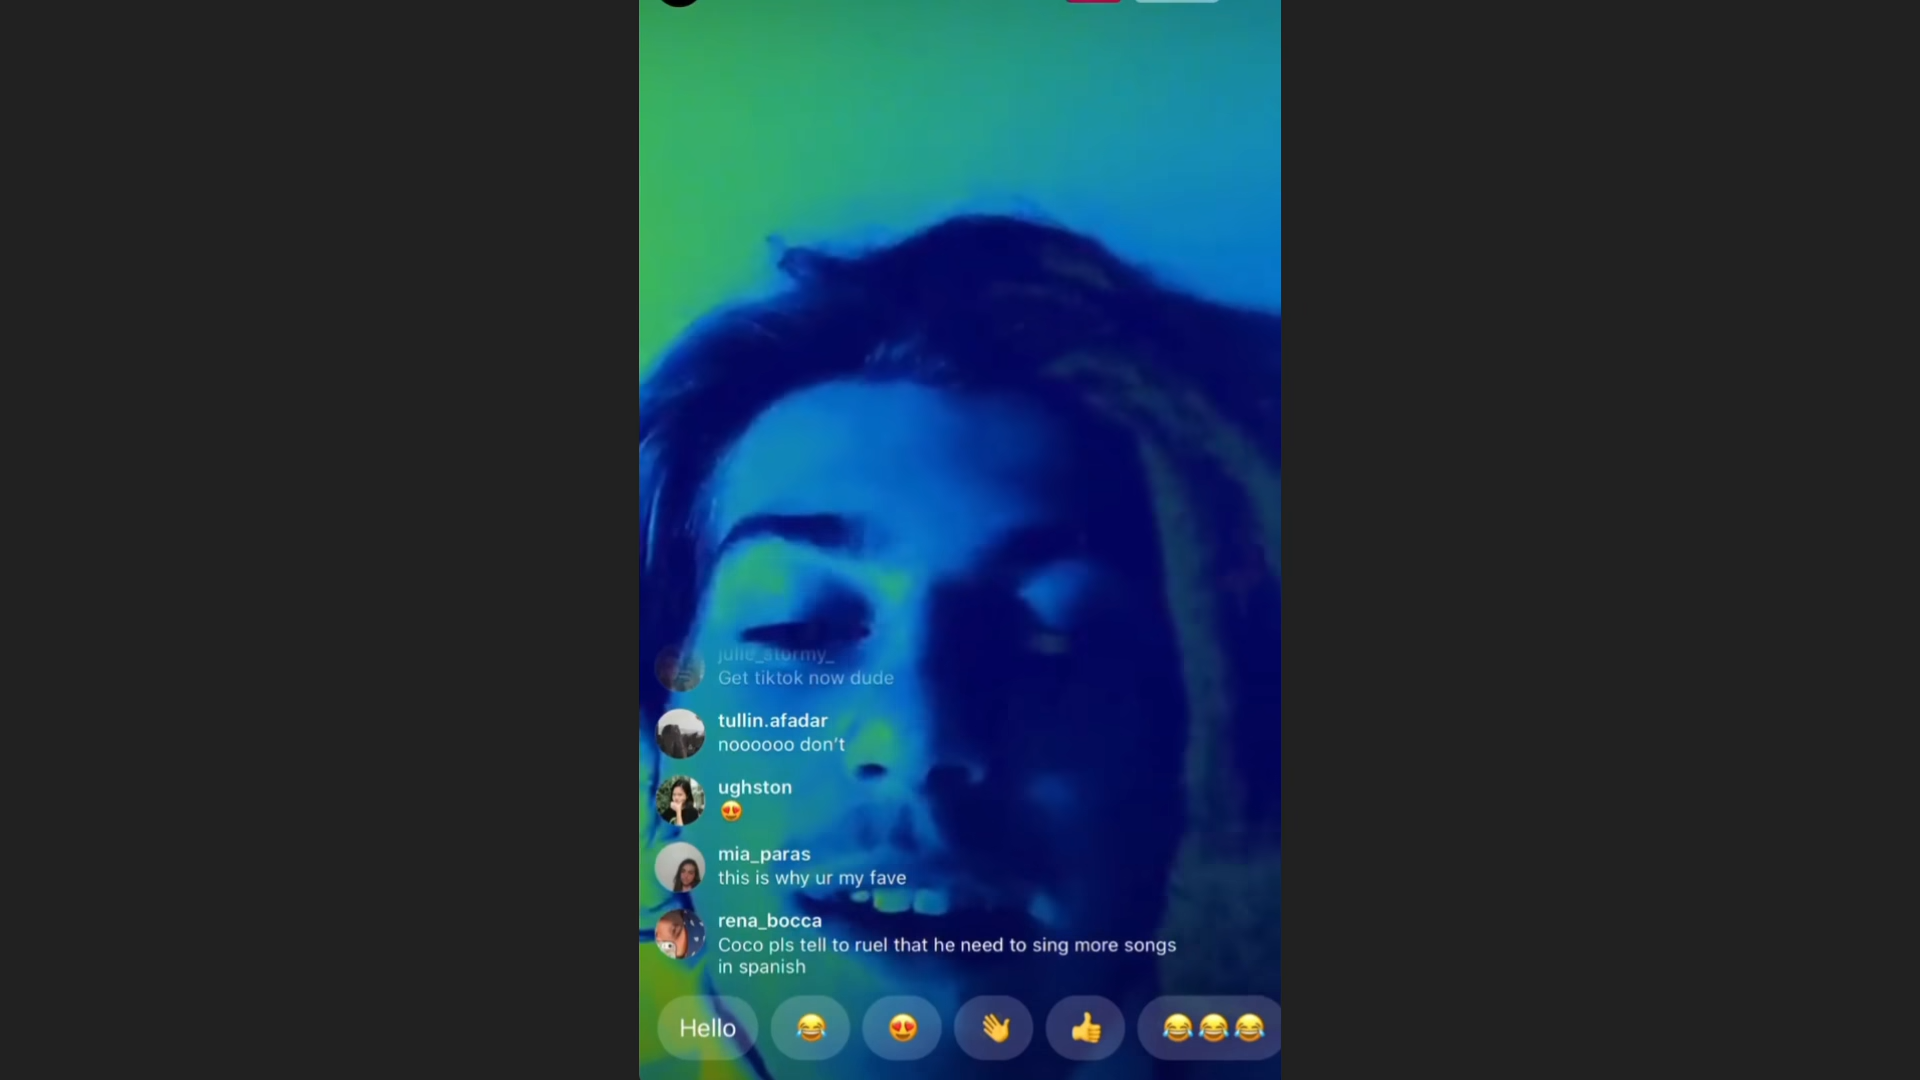 julie_stormy_
Get tiktok now dude
tullin.afadar
noooooo don’t
ughston
😍
mia_paras
this is why ur my fave
rena_bocca
Coco pls tell to ruel that he need to sing more songs
in spanish
Hello 😂 😍 👋 👍 😂😂😂